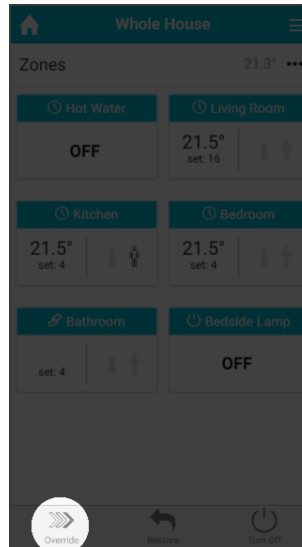 Whole House
Zones 21.3° •••
Hot Water Living Room
OFF 21.5°
set: 16
Kitchen Bedroom
21.5° 21.5°
set: 4 set: 4
Bathroom Bedside Lamp
set: 4 OFF
Override Restore Turn Off